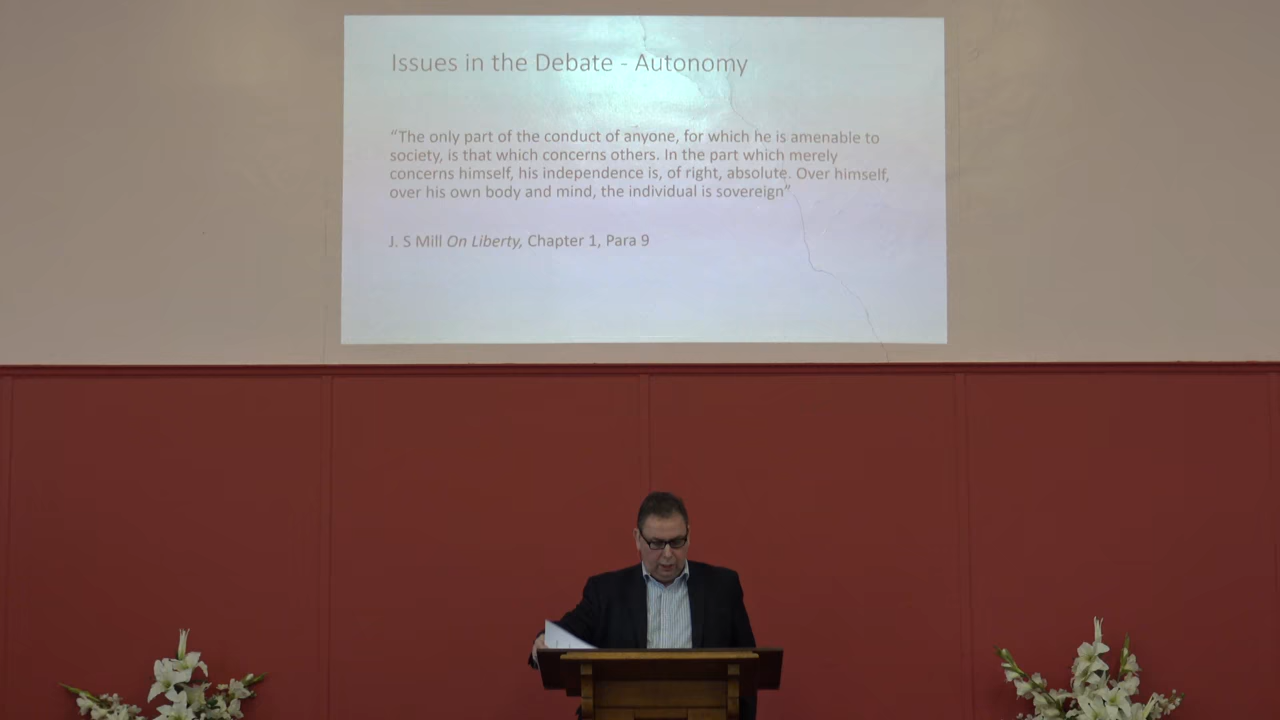 Issues in the Debate - Autonomy
“The only part of the conduct of anyone, for which he is amenable to
society, is that which concerns others. In the part which merely
concerns himself, his independence is, of right, absolute. Over himself,
over his own body and mind, the individual is sovereign”
J. S Mill On Liberty, Chapter 1, Para 9